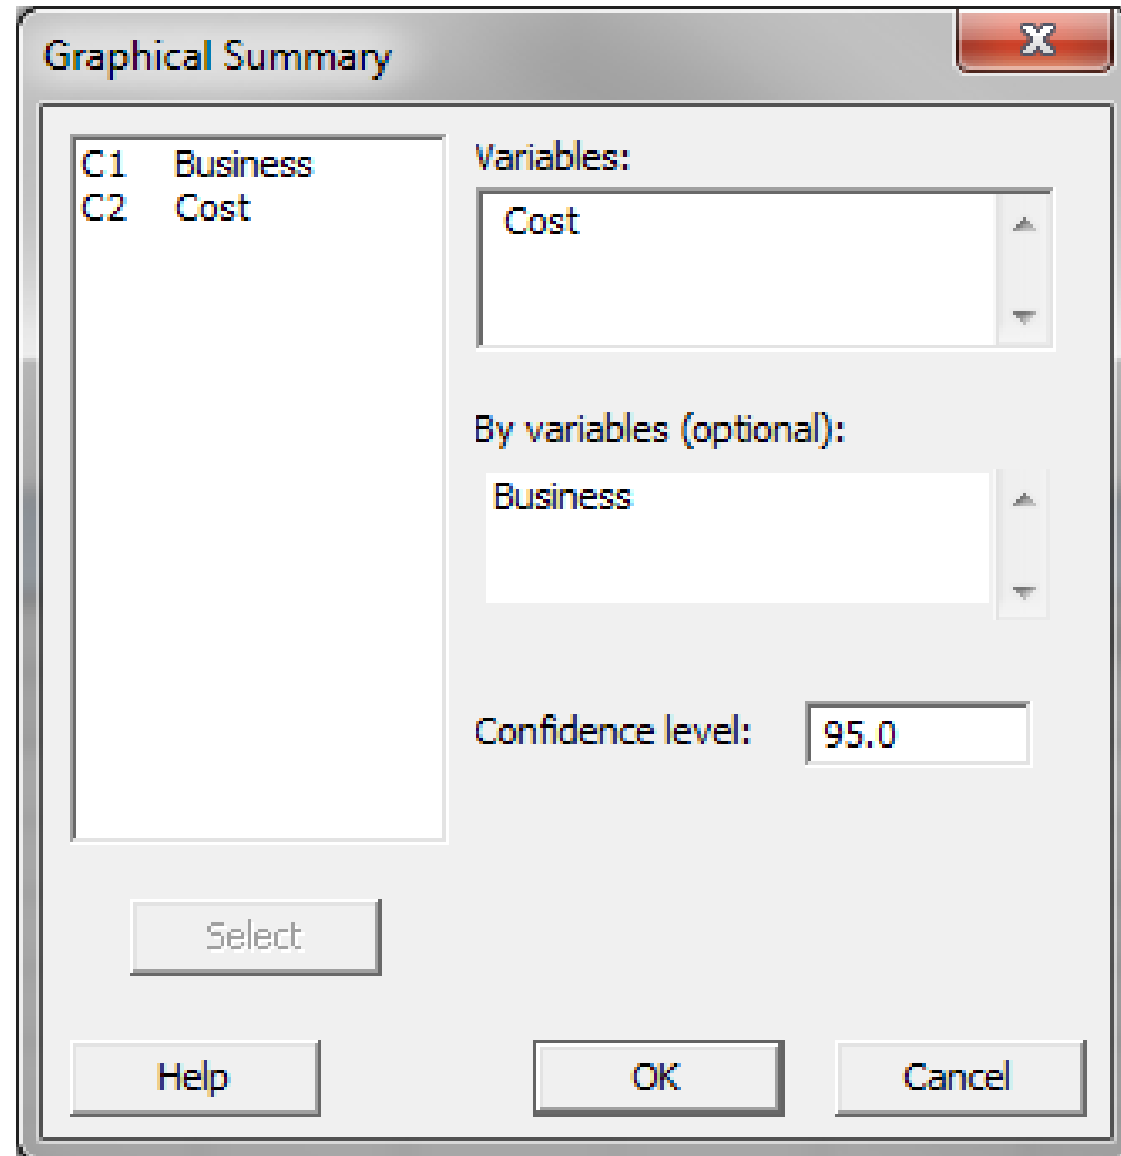 Graphical Summary
C1 Business
C2 Cost
Variables:
Cost
By variables (optional):
Business
Confidence level: 95.0
Select
Help OK Cancel